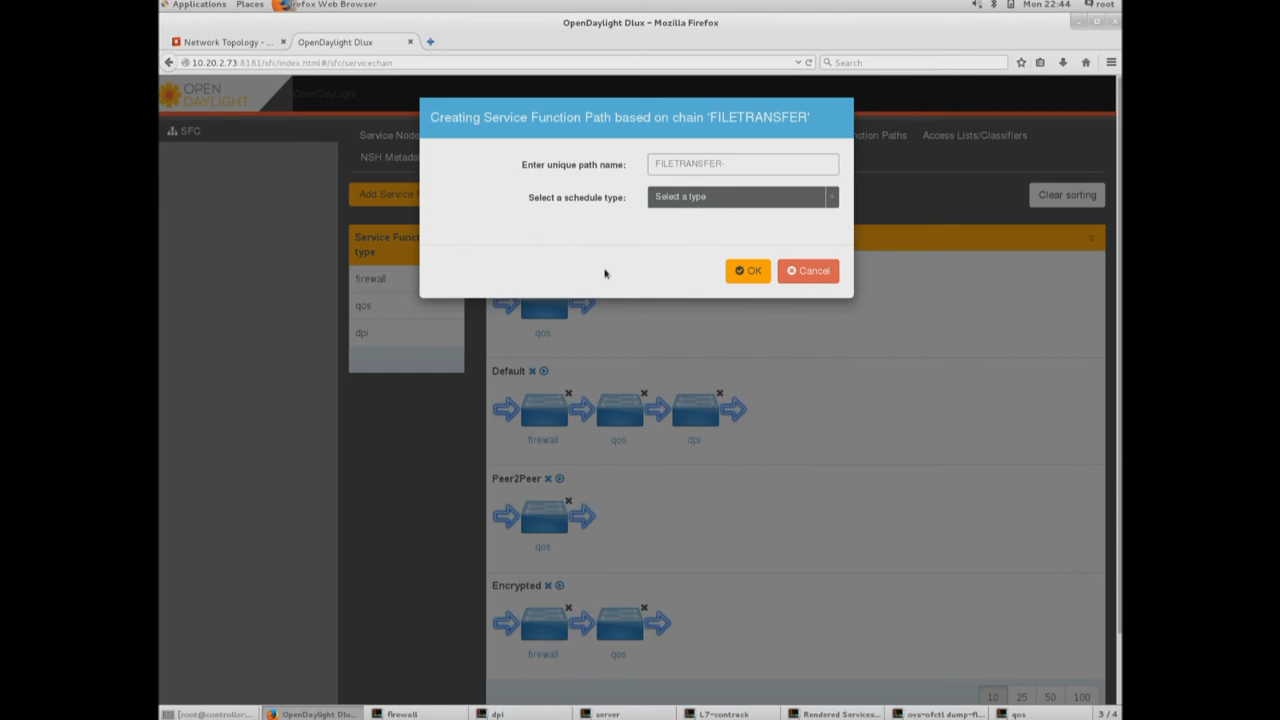 Applications Places Firefox Web Browser Mon 22:44 root
OpenDaylight Dlux - Mozilla Firefox
Network Topology - ... OpenDaylight Dlux
10.20.2.73:8181/sfc/index.html#/sfc/servicechain Search
OPEN
DAYLIGHT
OpenDayLight
SFC
Creating Service Function Path based on chain 'FILETRANSFER'
Service Node
ction Paths Access Lists/Classifiers
NSH Metada
Enter unique path name: FILETRANSFER-
Select a schedule type: Select a type
Add Service F
Clear sorting
Service Funct
type
OK Cancel
firewall
qos
dpi
qos
Default
firewall qos dpi
Peer2Peer
qos
Encrypted
firewall qos
10 25 50 100
[root@controller:... OpenDaylight Dlu... firewall dpi server L7-contrack Rendered Services... ovs-ofctl dump-fl... qos 3 / 4